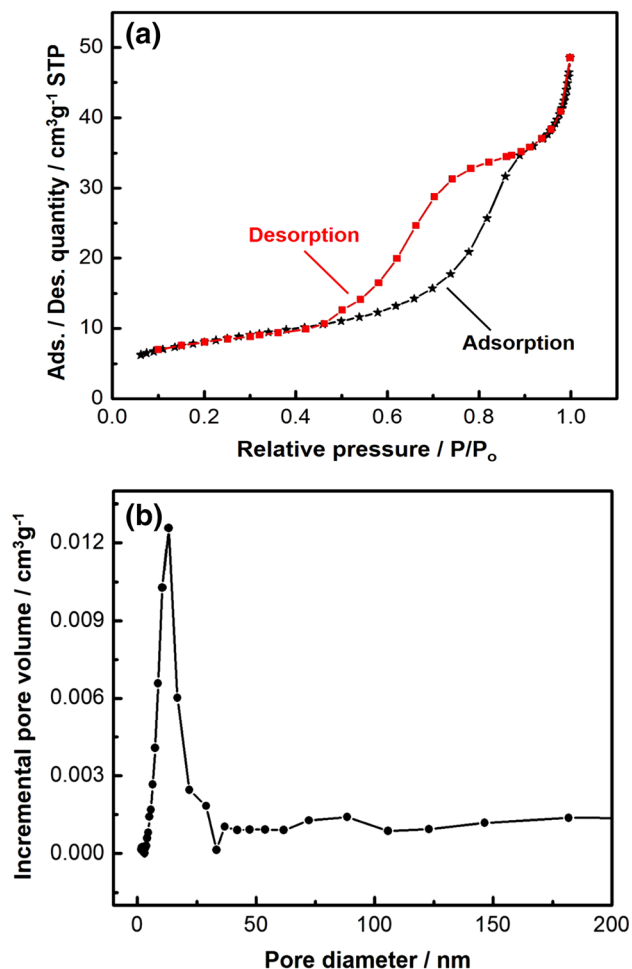 (a)
50
40
30
20
10
0
Ads. / Des. quantity / cm³g⁻¹ STP
Desorption
Adsorption
0.0 0.2 0.4 0.6 0.8 1.0
Relative pressure / P/Pₒ
(b)
0.012
0.009
0.006
0.003
0.000
Incremental pore volume / cm³g⁻¹
0 50 100 150 200
Pore diameter / nm